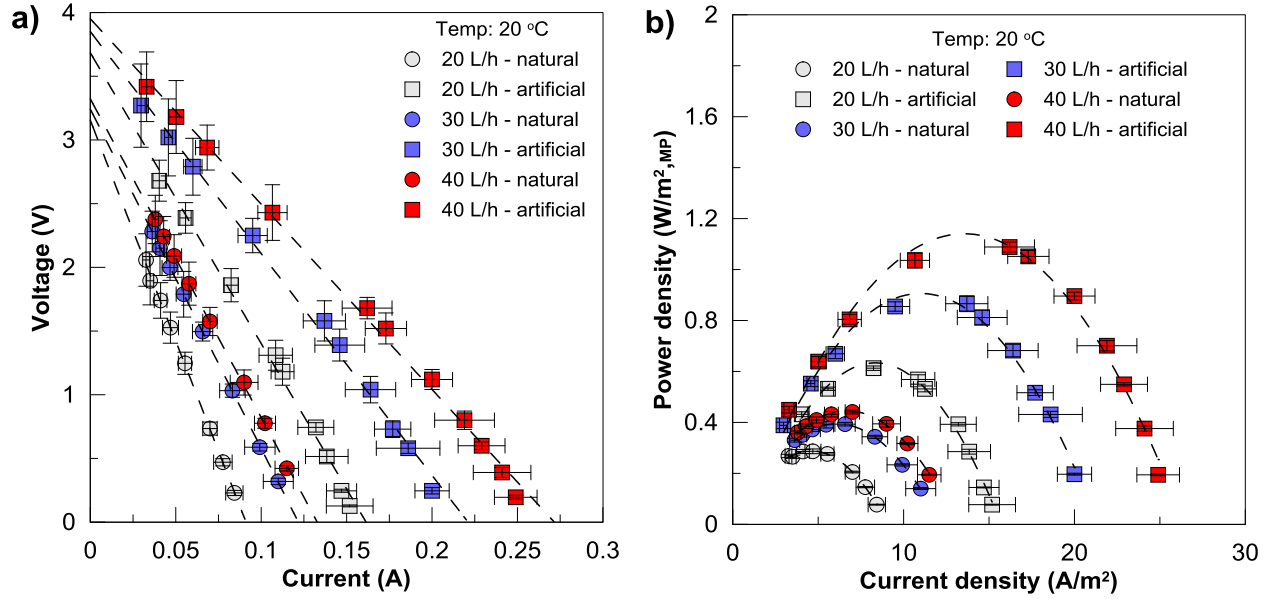 a)
Temp: 20 °C
20 L/h - natural
20 L/h - artificial
30 L/h - natural
30 L/h - artificial
40 L/h - natural
40 L/h - artificial
4
3
2
1
0
Voltage (V)
0 0.05 0.1 0.15 0.2 0.25 0.3
Current (A)
b)
Temp: 20 °C
20 L/h - natural 30 L/h - artificial
20 L/h - artificial 40 L/h - natural
30 L/h - natural 40 L/h - artificial
2
1.6
1.2
0.8
0.4
0
Power density (W/m²,MP)
0 10 20 30
Current density (A/m²)